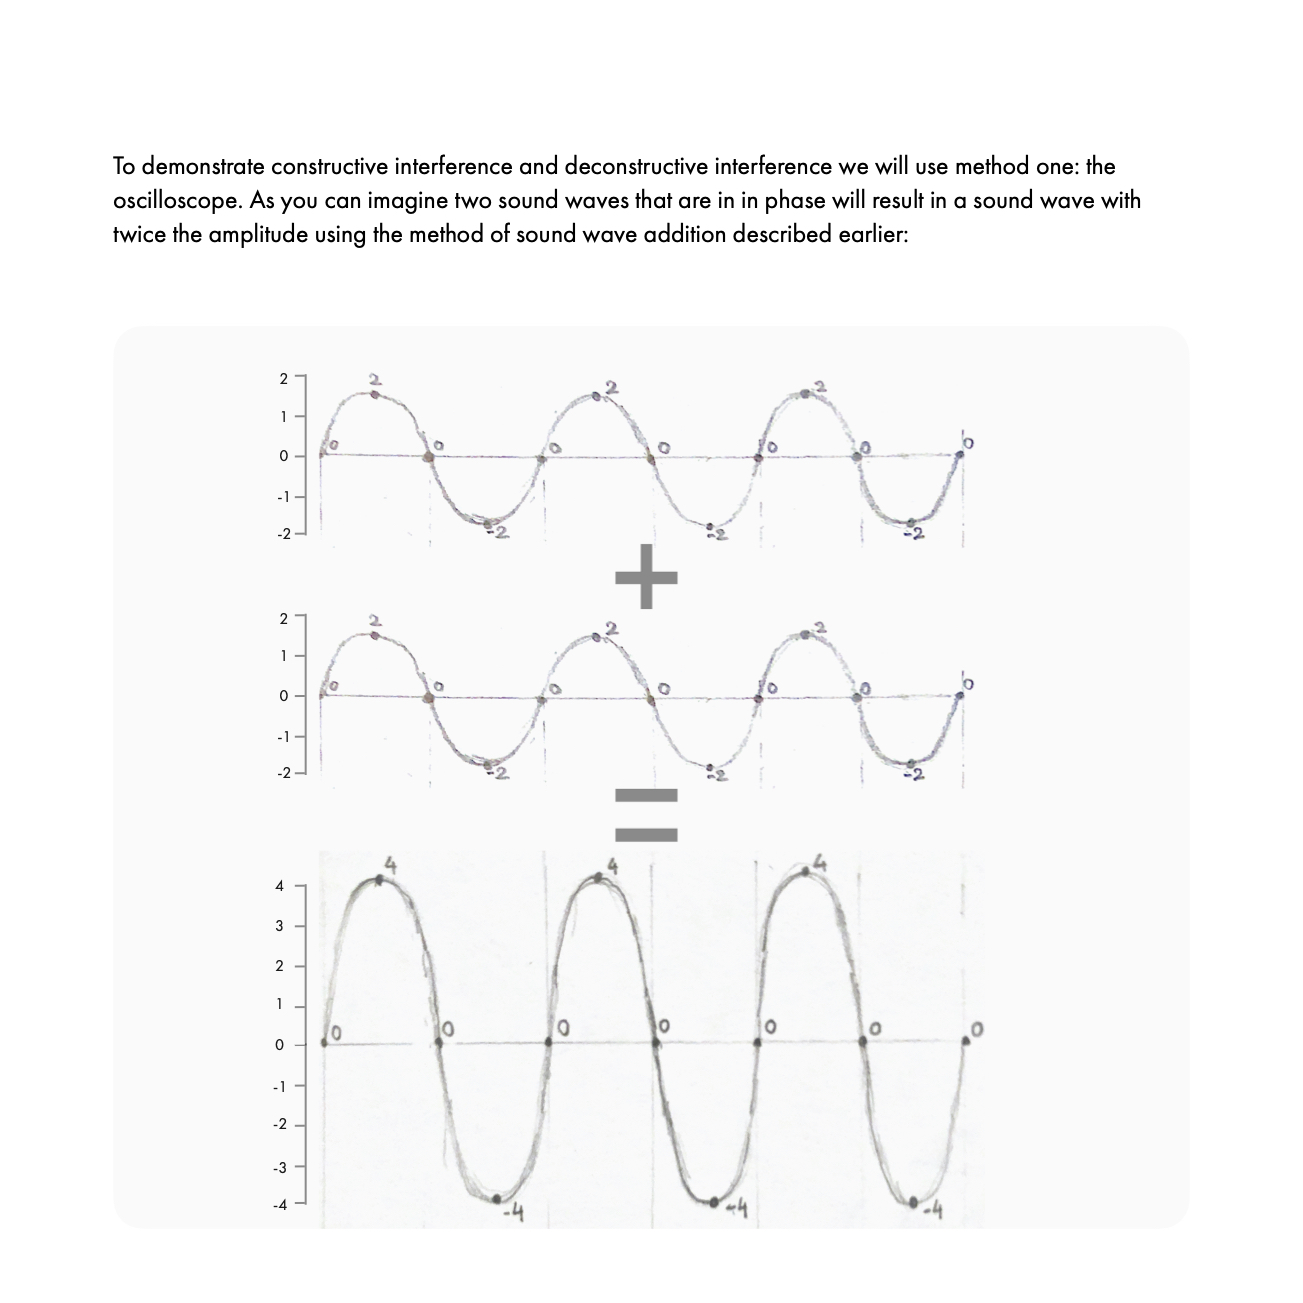 To demonstrate constructive interference and deconstructive interference we will use method one: the
oscilloscope. As you can imagine two sound waves that are in in phase will result in a sound wave with
twice the amplitude using the method of sound wave addition described earlier:
2
1
0
-1
-2
2 2 2
0 0 0 0 0 0 0
-2 -2 -2
+
2
1
0
-1
-2
2 2 2
0 0 0 0 0 0 0
-2 -2 -2
=
4
3
2
1
0
-1
-2
-3
-4
4 4 4
0 0 0 0 0 0 0
-4 -4 -4